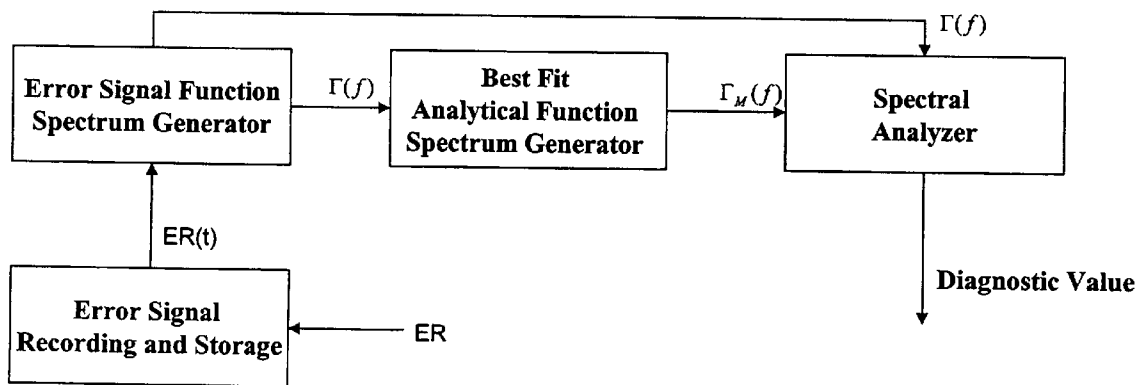 Γ(f)
Error Signal Function
Spectrum Generator
Γ(f)
Best Fit
Analytical Function
Spectrum Generator
Γ_M(f)
Spectral
Analyzer
ER(t)
Error Signal
Recording and Storage
ER
Diagnostic Value